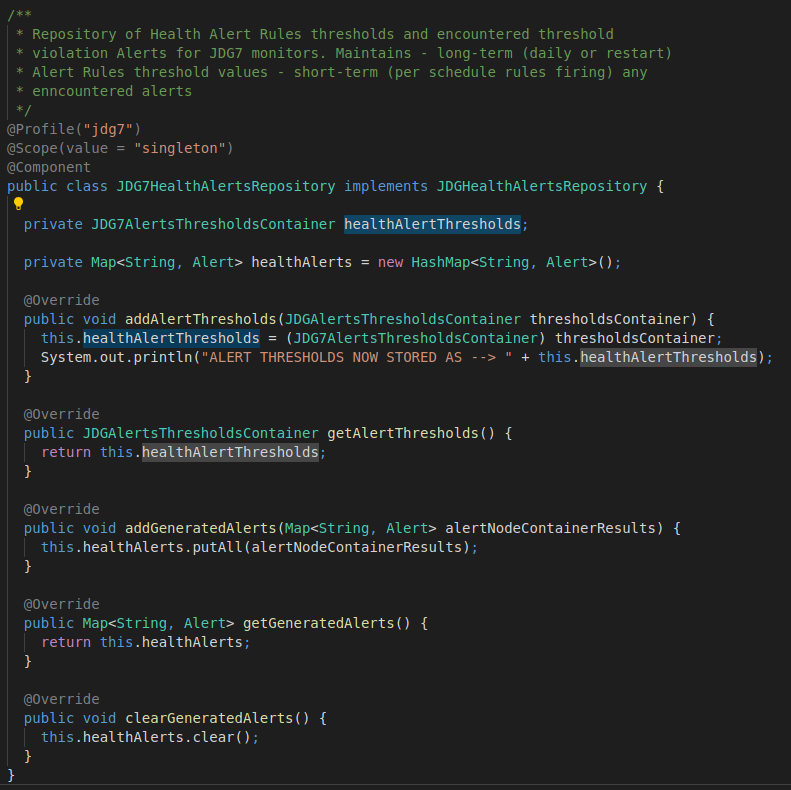 /**
 * Repository of Health Alert Rules thresholds and encountered threshold
 * violation Alerts for JDG7 monitors. Maintains - long-term (daily or restart)
 * Alert Rules threshold values - short-term (per schedule rules firing) any
 * enncountered alerts
 */
@Profile("jdg7")
@Scope(value = "singleton")
@Component
public class JDG7HealthAlertsRepository implements JDGHealthAlertsRepository {
  private JDG7AlertsThresholdsContainer healthAlertThresholds;
  private Map<String, Alert> healthAlerts = new HashMap<String, Alert>();
  @Override
  public void addAlertThresholds(JDGAlertsThresholdsContainer thresholdsContainer) {
    this.healthAlertThresholds = (JDG7AlertsThresholdsContainer) thresholdsContainer;
    System.out.println("ALERT THRESHOLDS NOW STORED AS --> " + this.healthAlertThresholds);
  }
  @Override
  public JDGAlertsThresholdsContainer getAlertThresholds() {
    return this.healthAlertThresholds;
  }
  @Override
  public void addGeneratedAlerts(Map<String, Alert> alertNodeContainerResults) {
    this.healthAlerts.putAll(alertNodeContainerResults);
  }
  @Override
  public Map<String, Alert> getGeneratedAlerts() {
    return this.healthAlerts;
  }
  @Override
  public void clearGeneratedAlerts() {
    this.healthAlerts.clear();
  }
}